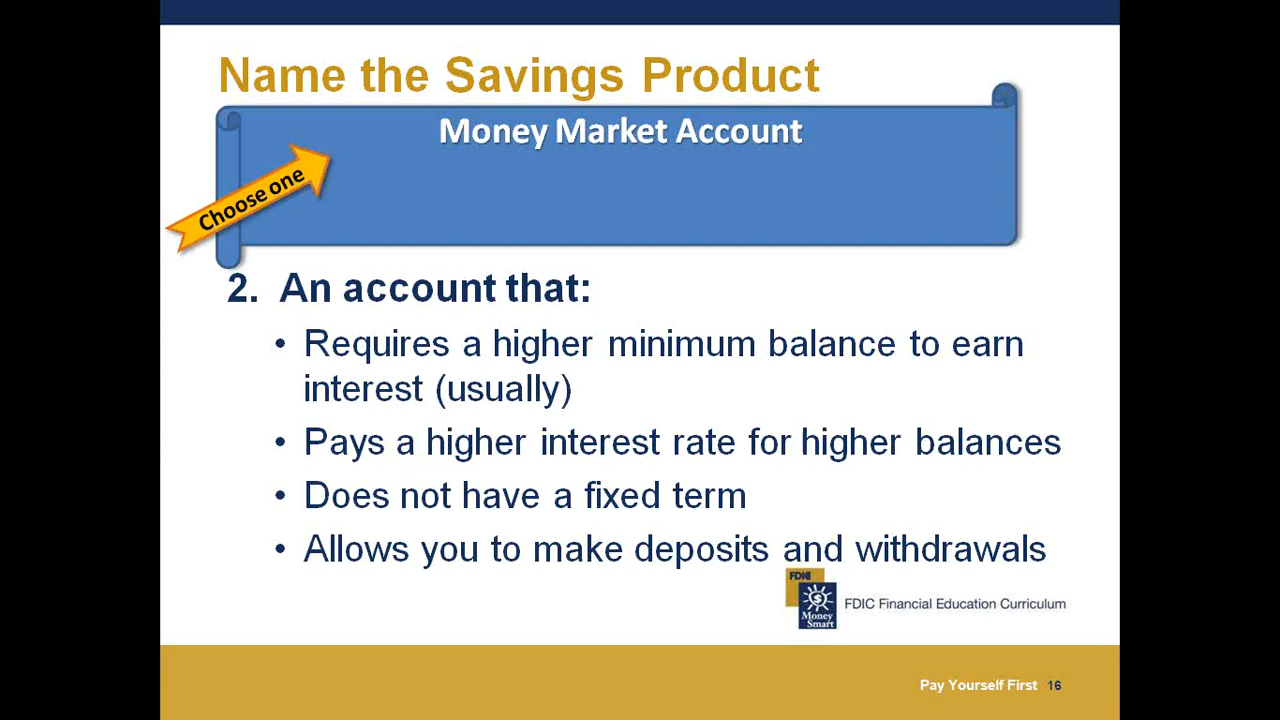 Name the Savings Product
Money Market Account
Choose one
2. An account that:
• Requires a higher minimum balance to earn
interest (usually)
• Pays a higher interest rate for higher balances
• Does not have a fixed term
• Allows you to make deposits and withdrawals
FDIC
Money
Smart
FDIC Financial Education Curriculum
Pay Yourself First 16